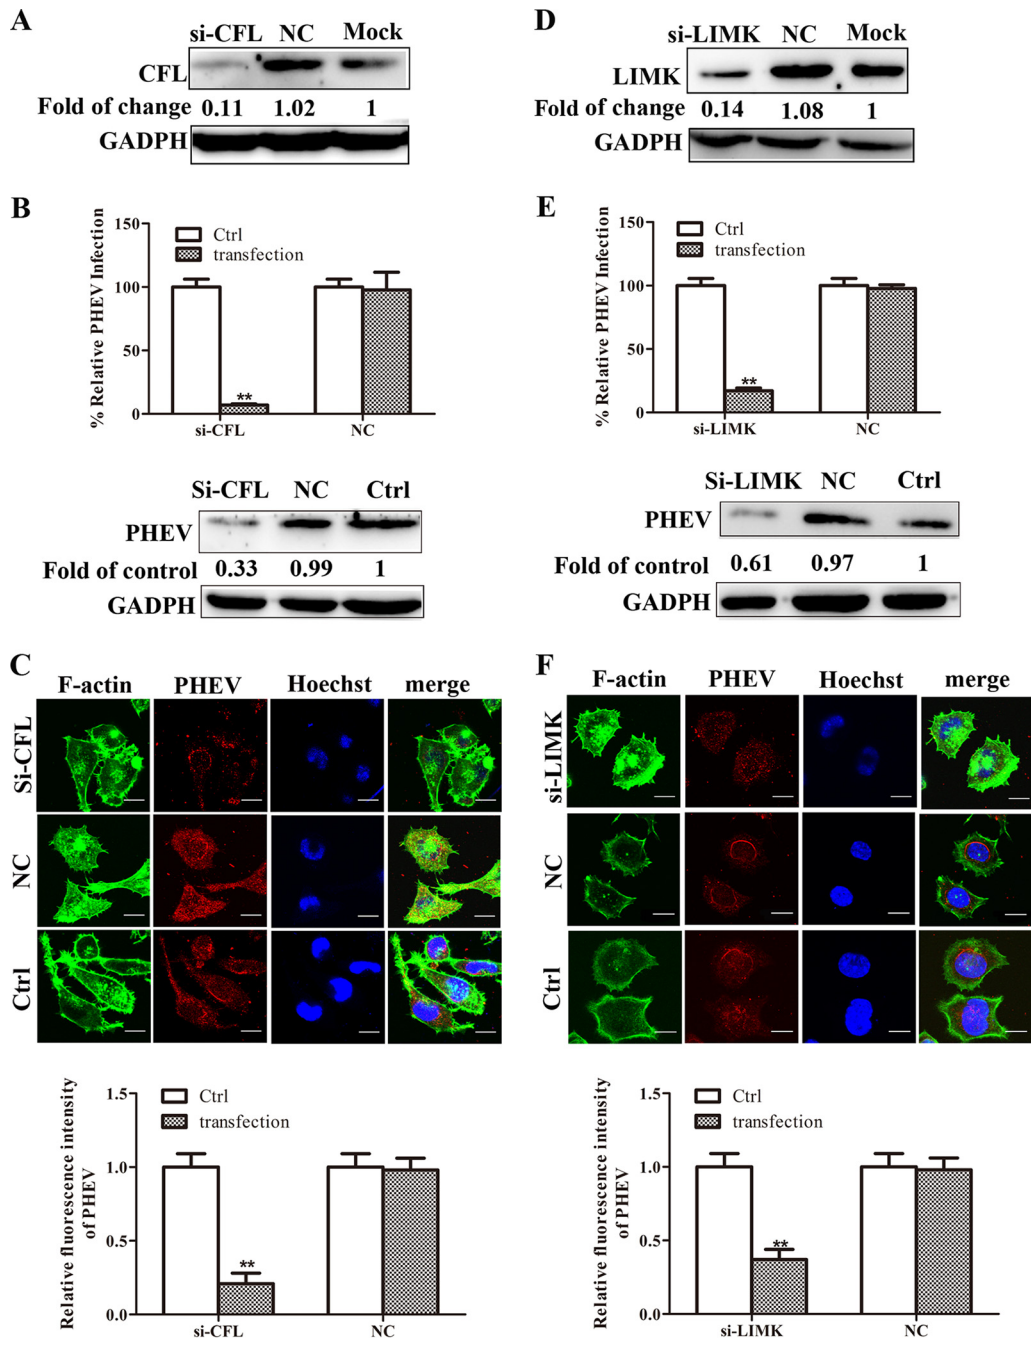 A
si-CFL NC Mock
CFL
Fold of change 0.11 1.02 1
GADPH
B
% Relative PHEV Infection
150
100
50
0
Ctrl
transfection
**
si-CFL NC
Si-CFL NC Ctrl
PHEV
Fold of control 0.33 0.99 1
GADPH
C
F-actin PHEV Hoechst merge
Si-CFL
NC
Ctrl
Relative fluorescence intensity
of PHEV
1.5
1.0
0.5
0.0
Ctrl
transfection
**
si-CFL NC
D
si-LIMK NC Mock
LIMK
Fold of change 0.14 1.08 1
GADPH
E
% Relative PHEV Infection
150
100
50
0
Ctrl
transfection
**
si-LIMK NC
Si-LIMK NC Ctrl
PHEV
Fold of control 0.61 0.97 1
GADPH
F
F-actin PHEV Hoechst merge
si-LIMK
NC
Ctrl
Relative fluorescence intensity
of PHEV
1.5
1.0
0.5
0.0
Ctrl
transfection
**
si-LIMK NC